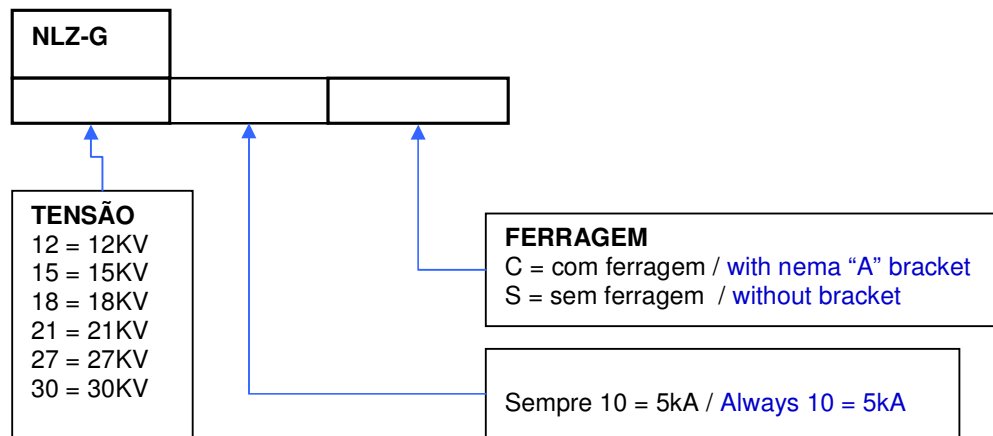 NLZ-G
TENSÃO
12 = 12KV
15 = 15KV
18 = 18KV
21 = 21KV
27 = 27KV
30 = 30KV
FERRAGEM
C = com ferragem / with nema “A” bracket
S = sem ferragem / without bracket
Sempre 10 = 5kA / Always 10 = 5kA